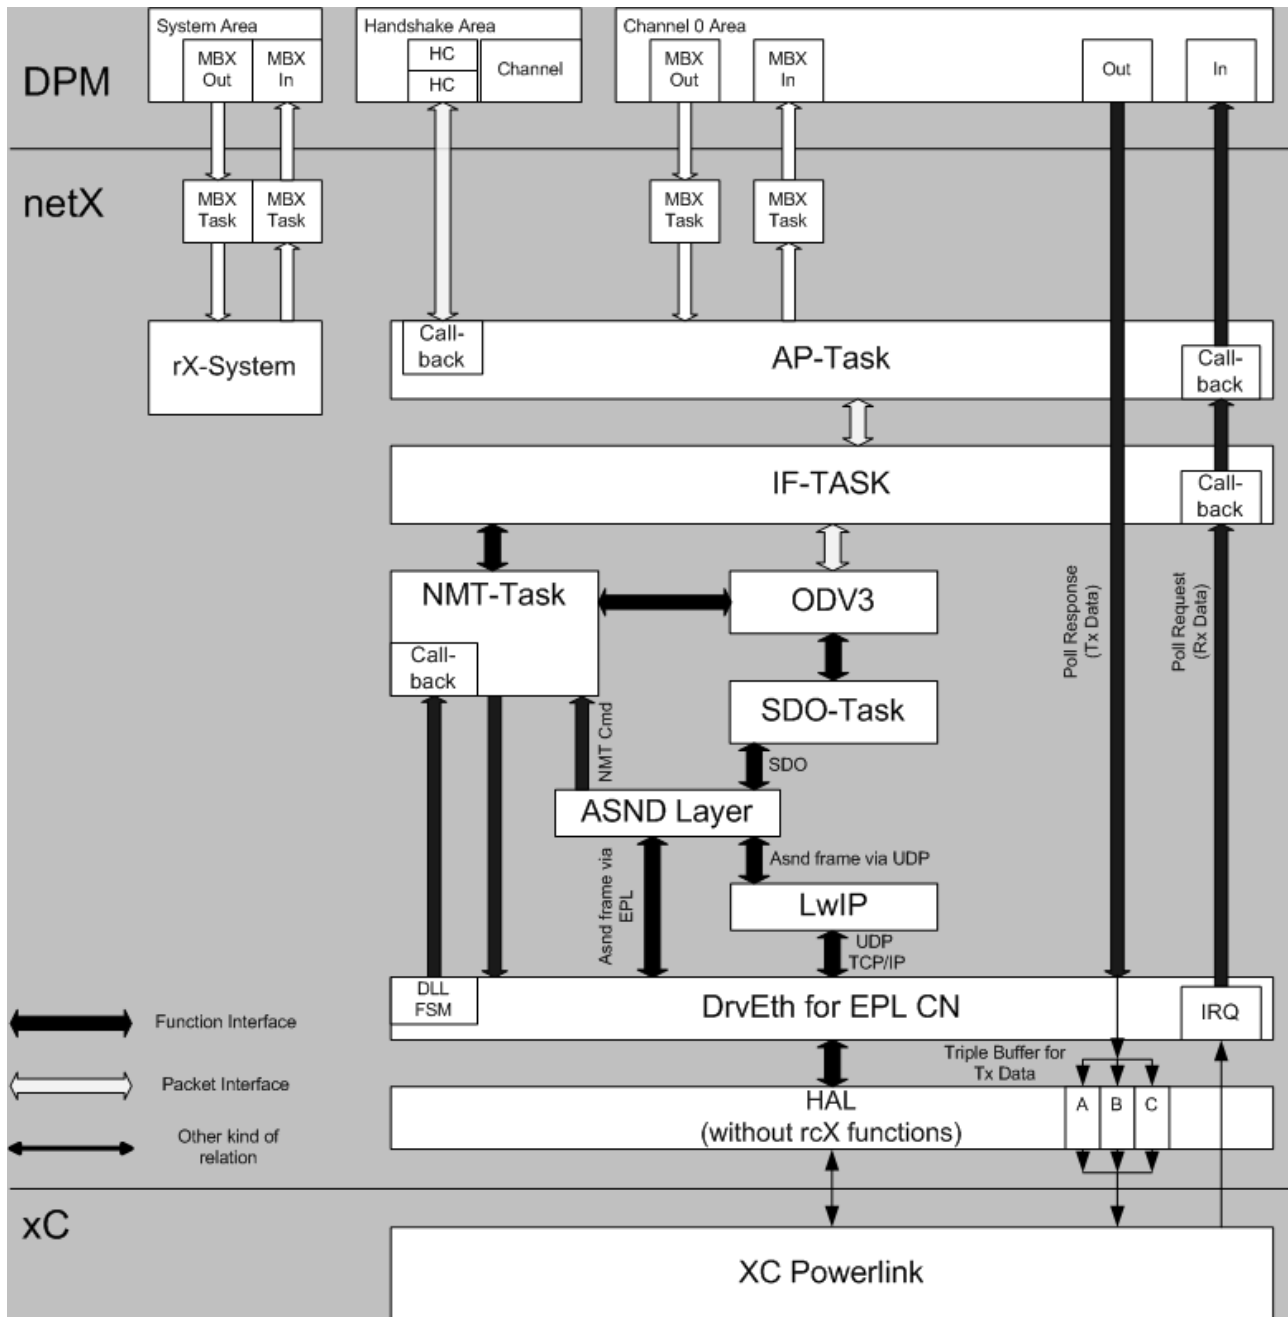 System Area
Handshake Area
Channel 0 Area
DPM
MBX
Out
MBX
In
HC
HC
Channel
MBX
Out
MBX
In
Out
In
netX
MBX
Task
MBX
Task
MBX
Task
MBX
Task
rX-System
Call-
back
AP-Task
Call-
back
IF-TASK
Call-
back
NMT-Task
Call-
back
ODV3
Poll Response
(Tx Data)
Poll Request
(Rx Data)
SDO-Task
NMT Cmd
SDO
ASND Layer
Asnd frame via
EPL
Asnd frame via UDP
LwIP
UDP
TCP/IP
DLL
FSM
DrvEth for EPL CN
IRQ
Function Interface
Packet Interface
Other kind of
relation
Triple Buffer for
Tx Data
HAL
(without rcX functions)
A
B
C
xC
XC Powerlink